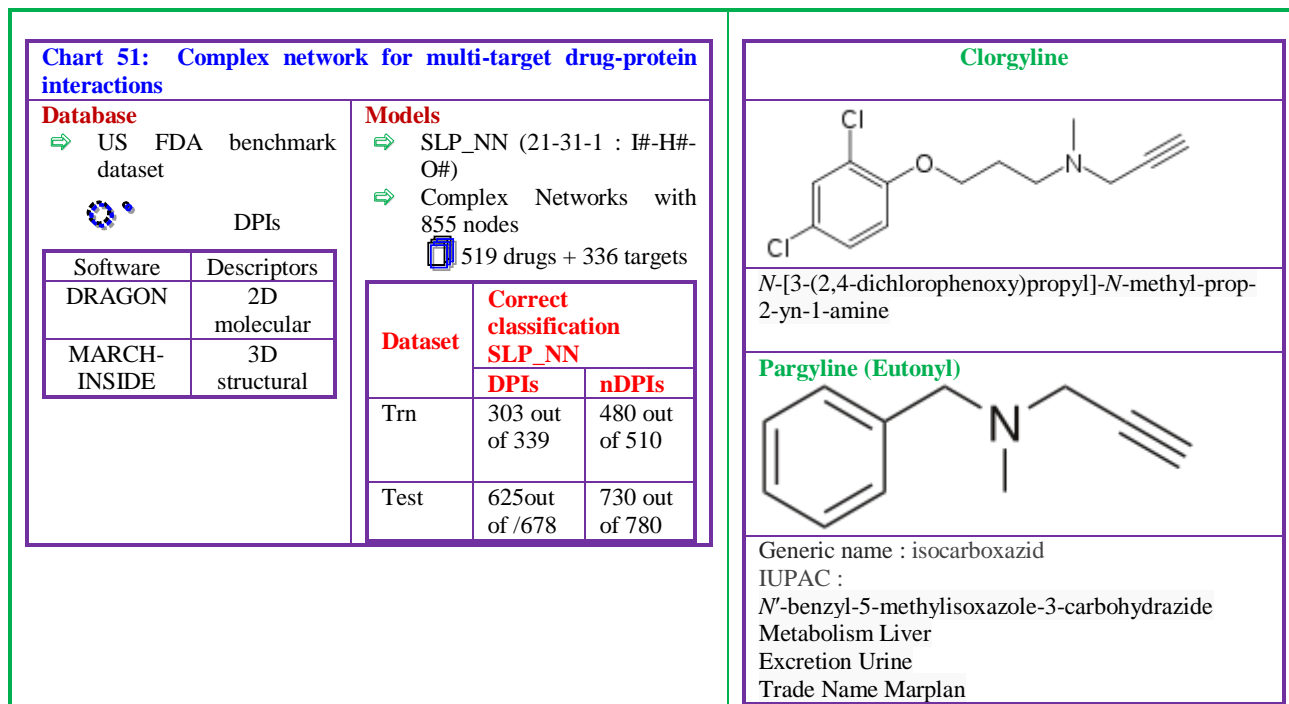 Chart 51: Complex network for multi-target drug-protein
interactions
Database
US FDA benchmark
dataset
DPIs
Software Descriptors
DRAGON 2D
molecular
MARCH-
INSIDE 3D
structural
Models
SLP_NN (21-31-1 : I#-H#-
O#)
Complex Networks with
855 nodes
519 drugs + 336 targets
Dataset
Correct
classification
SLP_NN
DPIs nDPIs
Trn 303 out
of 339
480 out
of 510
Test 625out
of /678
730 out
of 780
Clorgyline
Cl
O
N
Cl
N-[3-(2,4-dichlorophenoxy)propyl]-N-methyl-prop-
2-yn-1-amine
Pargyline (Eutonyl)
N
Generic name : isocarboxazid
IUPAC :
N′-benzyl-5-methylisoxazole-3-carbohydrazide
Metabolism Liver
Excretion Urine
Trade Name Marplan